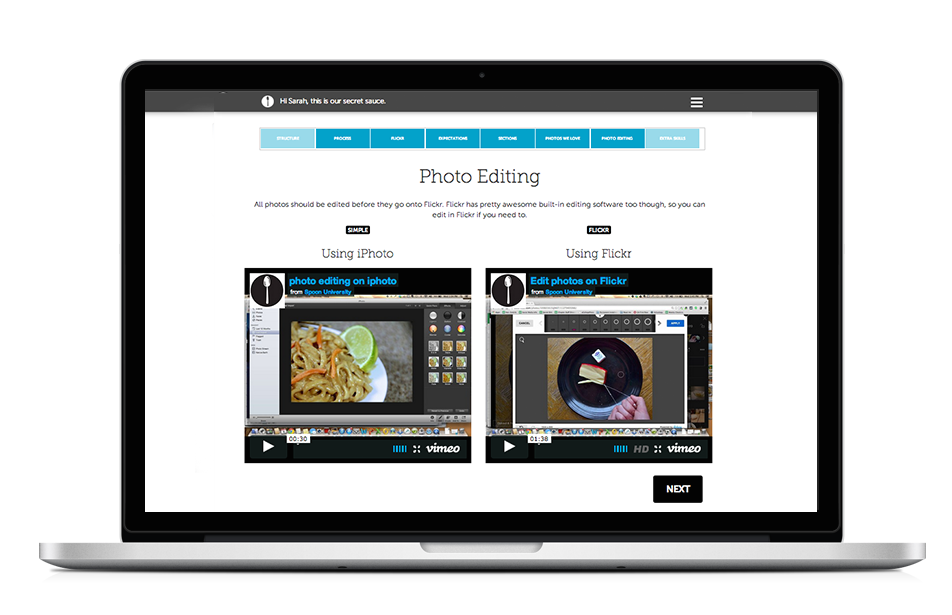 Hi Sarah, this is our secret sauce.
STRUCTURE PROCESS FLICKR EXPECTATIONS SECTIONS PHOTOS WE LOVE PHOTO EDITING EXTRA SKILLS
Photo Editing
All photos should be edited before they go onto Flickr. Flickr has pretty awesome built-in editing software too though, so you can
edit in Flickr if you need to.
SIMPLE
Using iPhoto
photo editing on iphoto
from Spoon University
00:30
vimeo
FLICKR
Using Flickr
Edit photos on Flickr
from Spoon University
CANCEL
APPLY
01:38
HD vimeo
NEXT